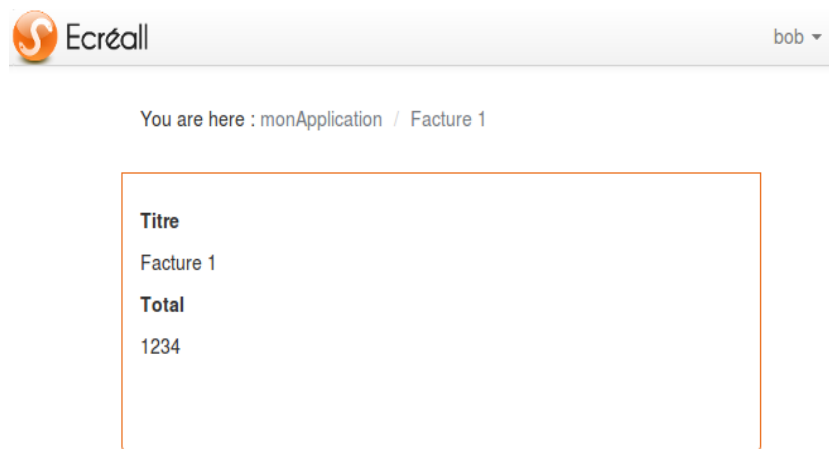 Ecréall
bob
You are here : monApplication / Facture 1
Titre
Facture 1
Total
1234